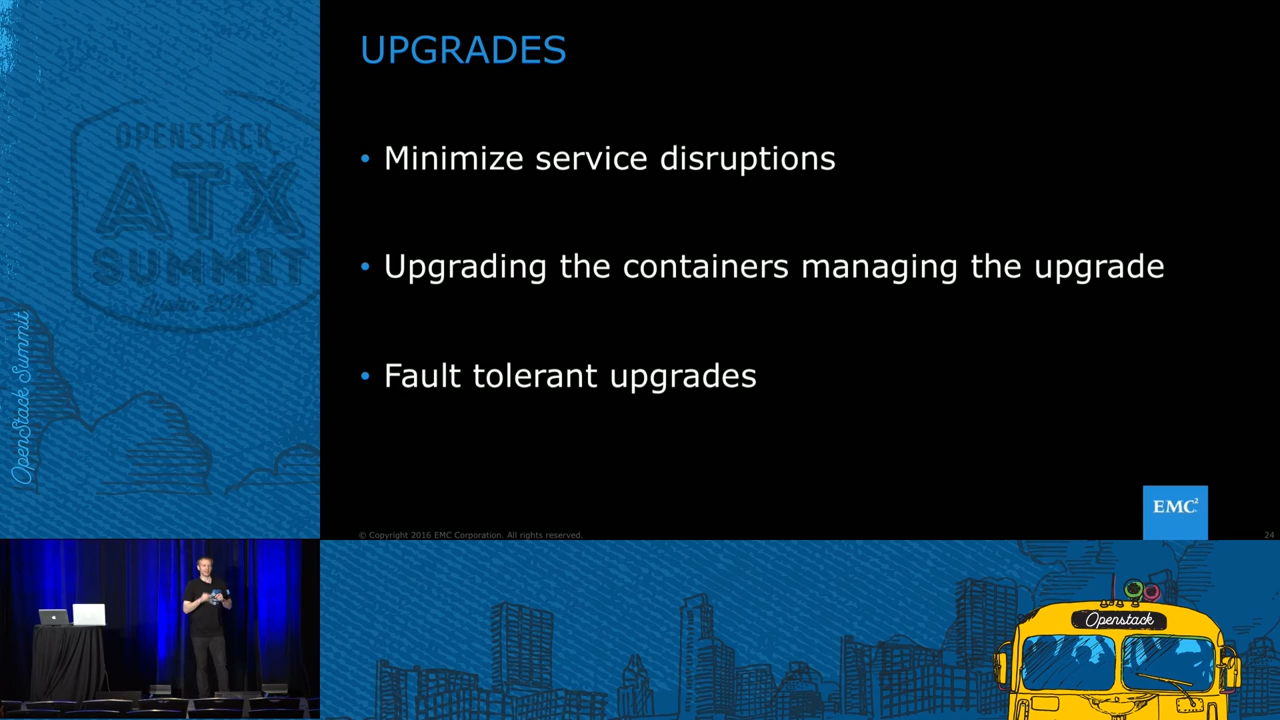 UPGRADES
• Minimize service disruptions
• Upgrading the containers managing the upgrade
• Fault tolerant upgrades
EMC²
© Copyright 2016 EMC Corporation. All rights reserved.
24
OPENSTACK
ATX
SUMMIT
Austin 2016
OpenStack Summit
Openstack